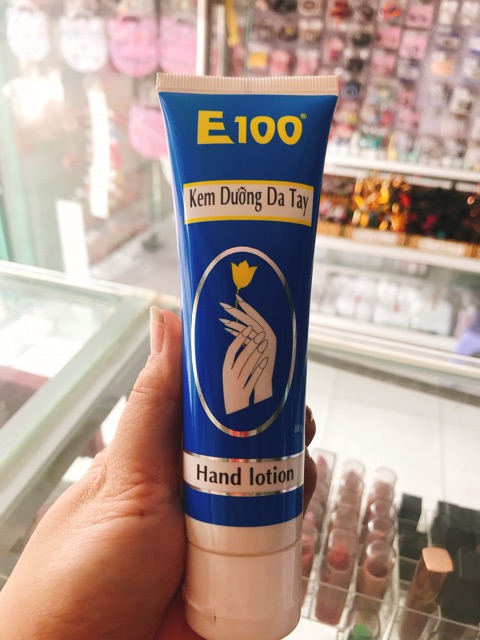 E100®
Kem Dưỡng Da Tay
Hand lotion